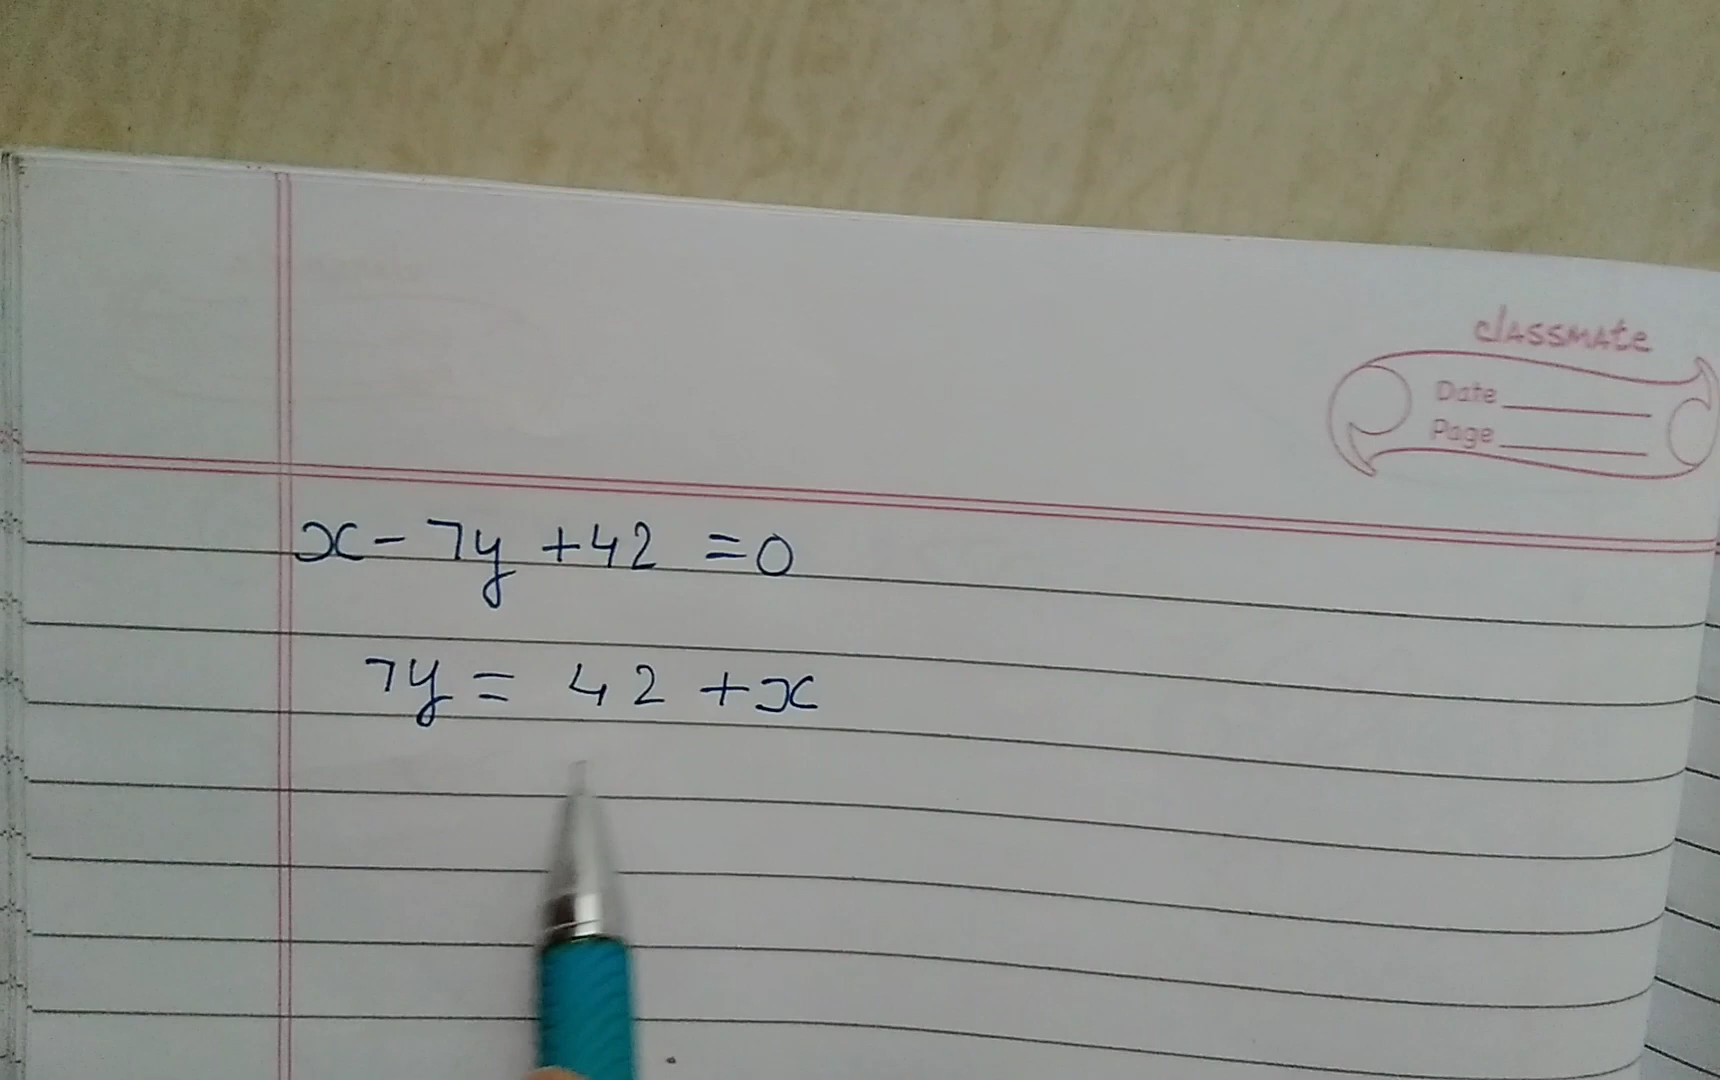 classmate
Date
Page
x - 7y + 42 = 0
7y = 42 + x